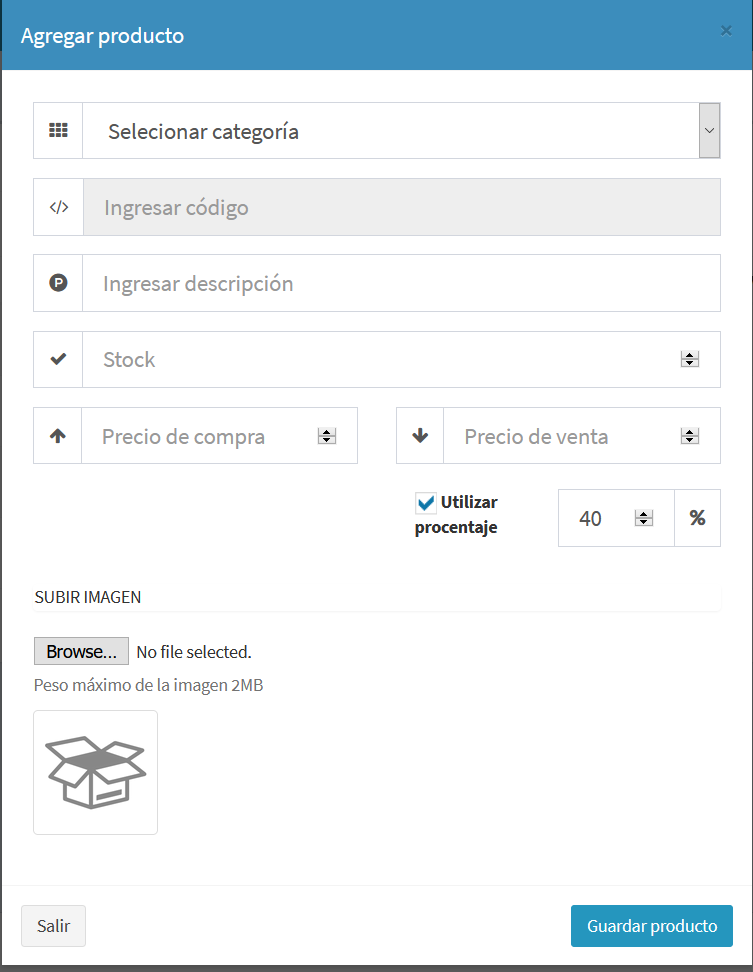 Agregar producto ×
Selecionar categoría
</> Ingresar código
P Ingresar descripción
Stock
Precio de compra Precio de venta
Utilizar
procentaje
40 %
SUBIR IMAGEN
Browse... No file selected.
Peso máximo de la imagen 2MB
Salir Guardar producto